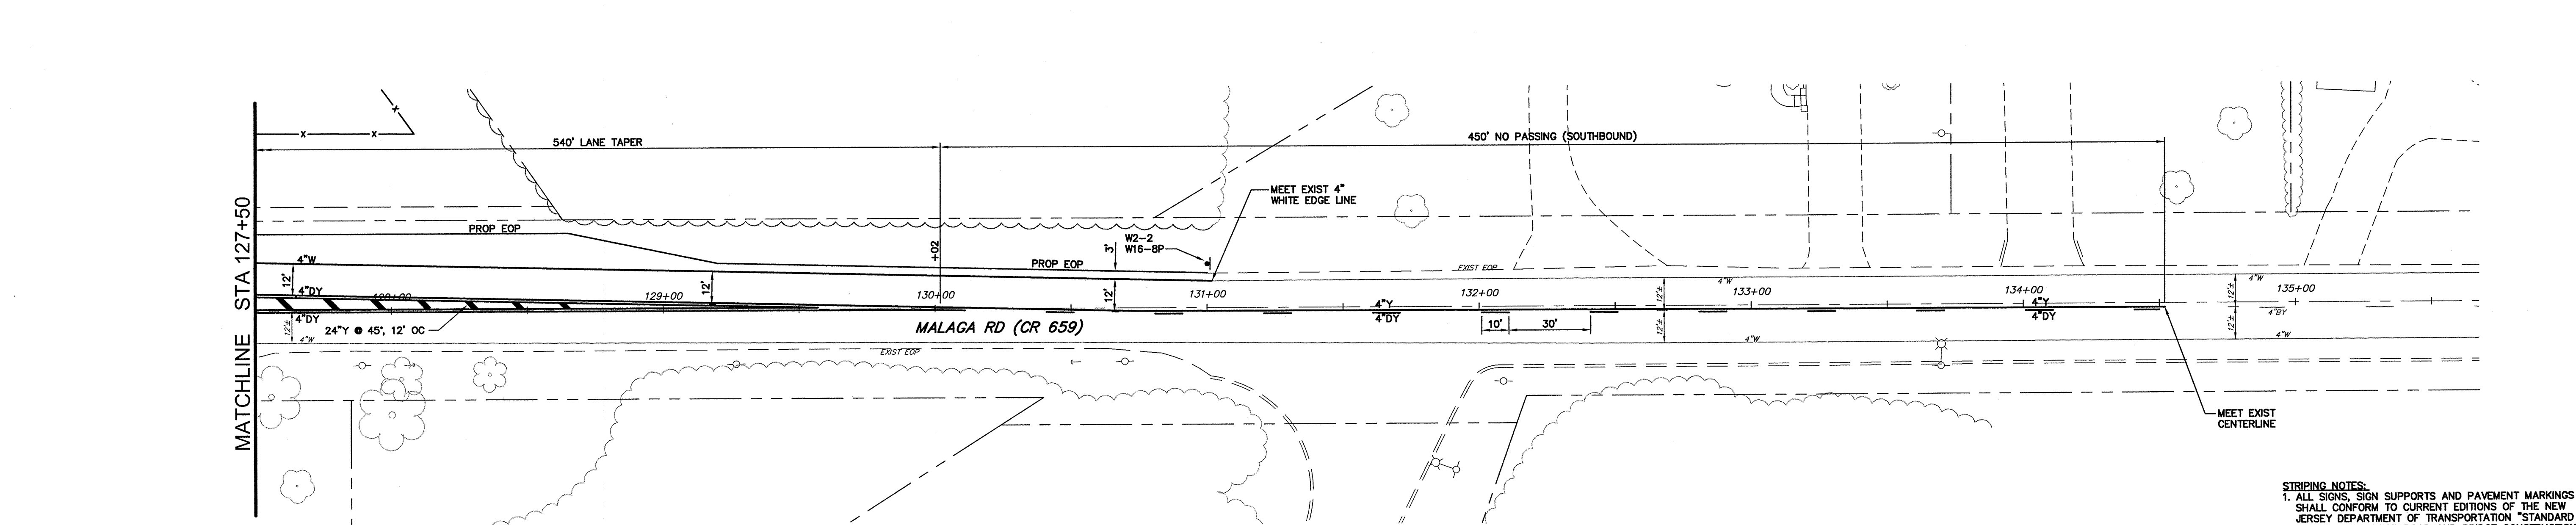 540' LANE TAPER
450' NO PASSING (SOUTHBOUND)
MATCHLINE STA 127+50
MEET EXIST 4"
WHITE EDGE LINE
PROP EOP
+02
3'
W2-2
W16-8P
PROP EOP
EXIST EOP
4"W
12'
12'
12'
4"W
4"W
12'±
12'±
4"DY
128+00
129+00
130+00
131+00
132+00
133+00
134+00
135+00
4"Y
4"Y
4"DY
4"DY
4"DY
4"BY
12'±
24"Y @ 45°, 12' OC
MALAGA RD (CR 659)
10'
30'
12'±
12'±
4"W
4"W
4"W
EXIST EOP
MEET EXIST
CENTERLINE
STRIPING NOTES:
1. ALL SIGNS, SIGN SUPPORTS AND PAVEMENT MARKINGS
SHALL CONFORM TO CURRENT EDITIONS OF THE NEW
JERSEY DEPARTMENT OF TRANSPORTATION "STANDARD